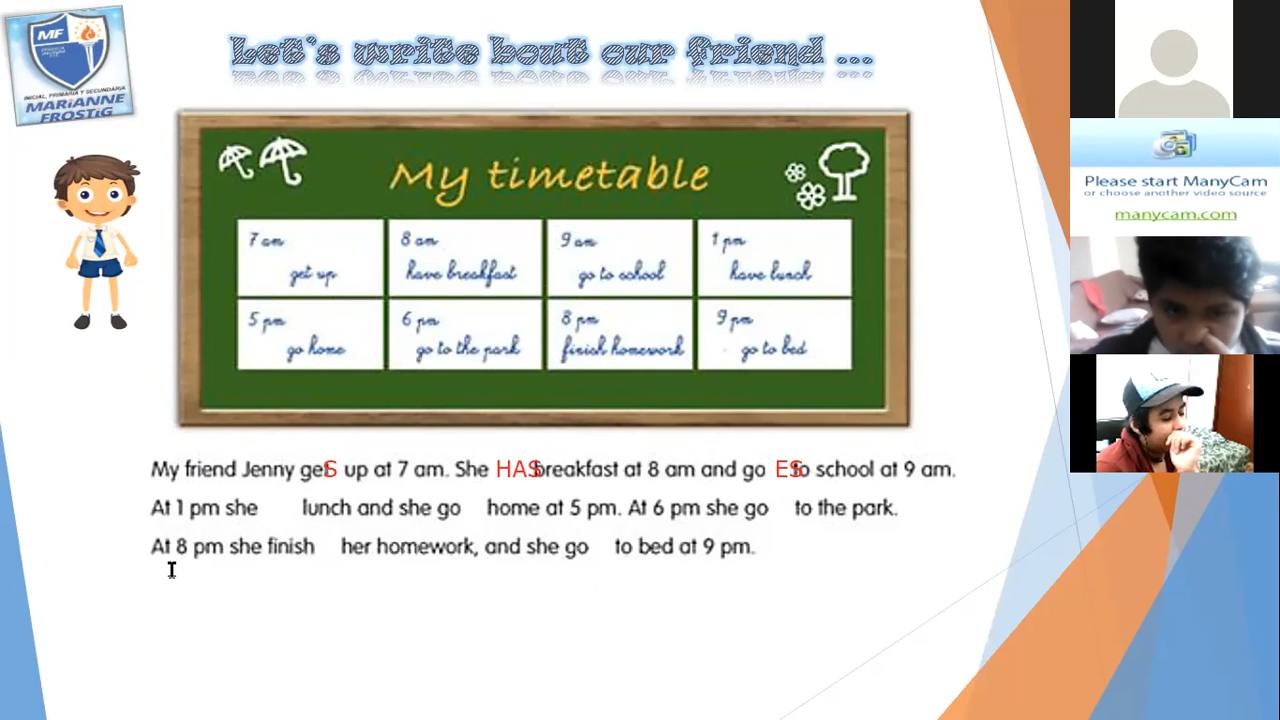 MF
INICIAL, PRIMARIA Y SECUNDARIA
MARIANNE
FROSTIG
Let's write bout our friend ...
My timetable
7 am
get up
8 am
have breakfast
9 am
go to school
1 pm
have lunch
5 pm
go home
6 pm
go to the park
8 pm
finish homework
9 pm
go to bed
My friend Jenny getS up at 7 am. She HAS breakfast at 8 am and go ES to school at 9 am.
At 1 pm she lunch and she go home at 5 pm. At 6 pm she go to the park.
At 8 pm she finish her homework, and she go to bed at 9 pm.
Please start ManyCam
or choose another video source
manycam.com